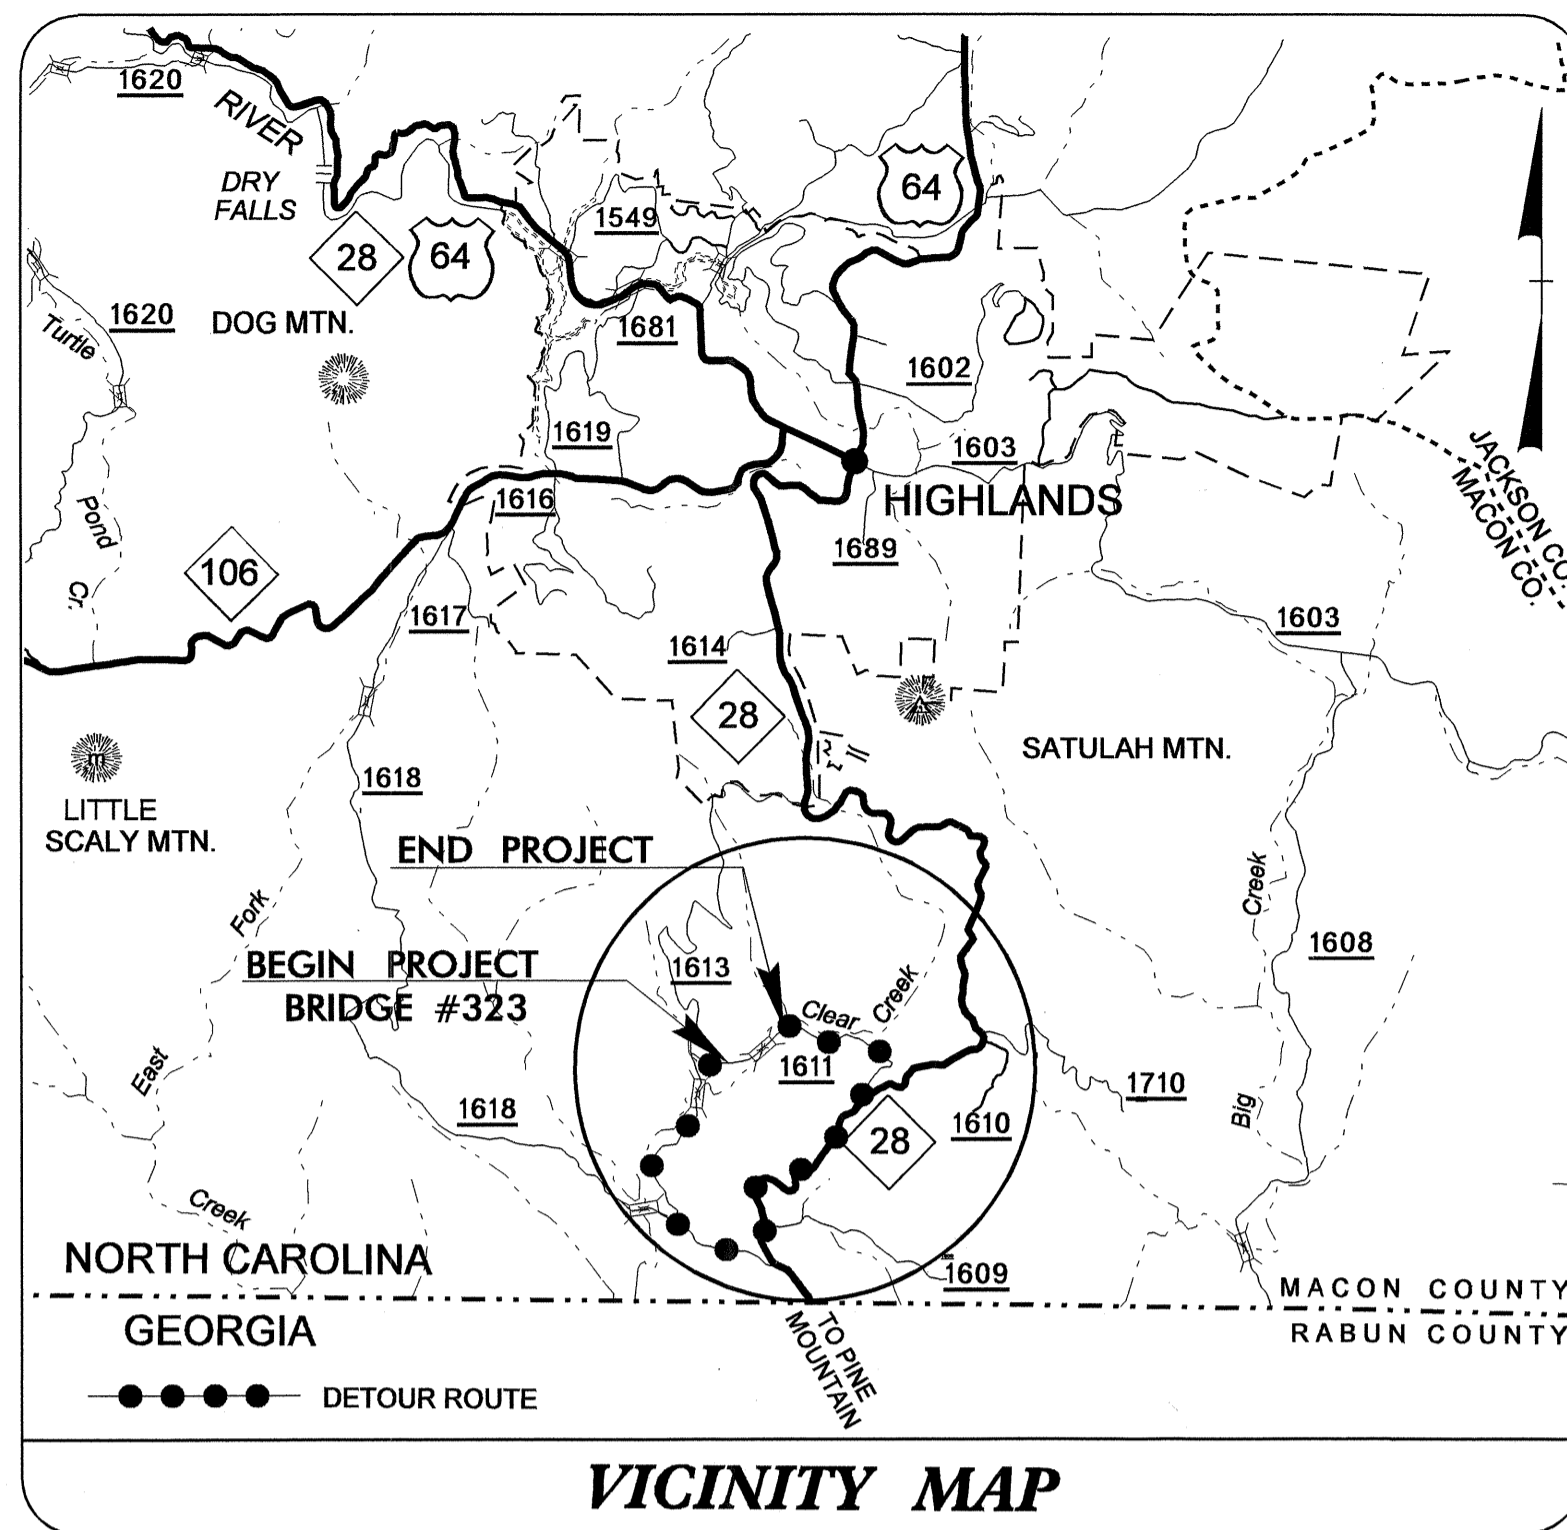 1620
RIVER
DRY
FALLS
28
64
1549
64
1620
DOG MTN.
Turtle
1681
1602
1619
1603
JACKSON CO.
MACON CO.
Pond
Cr.
1616
HIGHLANDS
1689
106
1617
1614
1603
28
SATULAH MTN.
m
LITTLE
SCALY MTN.
1618
END PROJECT
Fork
Creek
1608
BEGIN PROJECT
BRIDGE #323
1613
Clear Creek
1611
East
1618
28
1610
1710
Big
Creek
1609
NORTH CAROLINA
MACON COUNTY
GEORGIA
RABUN COUNTY
TO PINE
MOUNTAIN
DETOUR ROUTE
VICINITY MAP